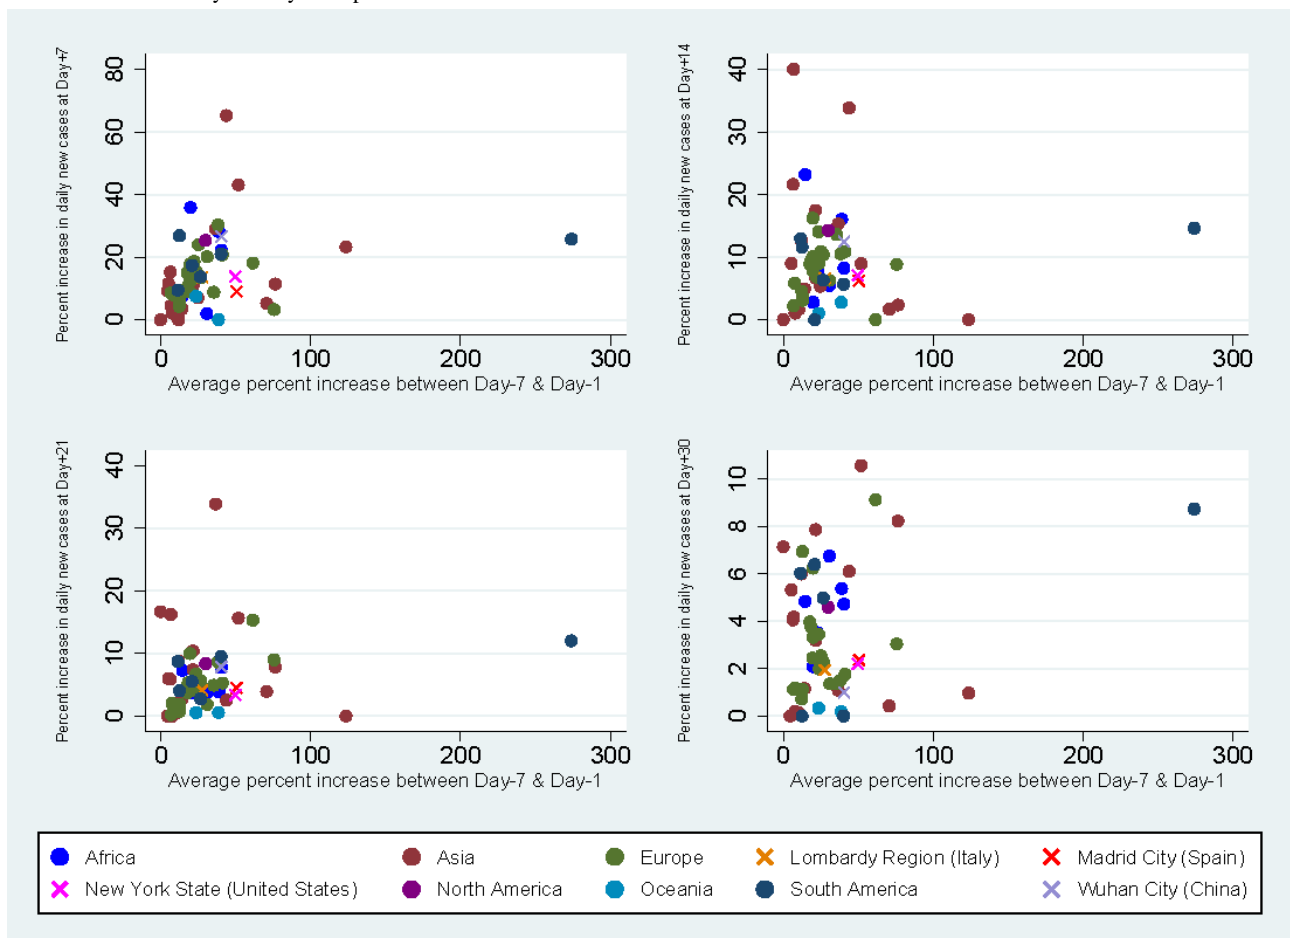 Percent increase in daily new cases at Day+7
80
60
40
20
0
0 100 200 300
Average percent increase between Day-7 & Day-1
Percent increase in daily new cases at Day+14
40
30
20
10
0
0 100 200 300
Average percent increase between Day-7 & Day-1
Percent increase in daily new cases at Day+21
40
30
20
10
0
0 100 200 300
Average percent increase between Day-7 & Day-1
Percent increase in daily new cases at Day+30
10
8
6
4
2
0
0 100 200 300
Average percent increase between Day-7 & Day-1
Africa Asia Europe Lombardy Region (Italy) Madrid City (Spain)
New York State (United States) North America Oceania South America Wuhan City (China)